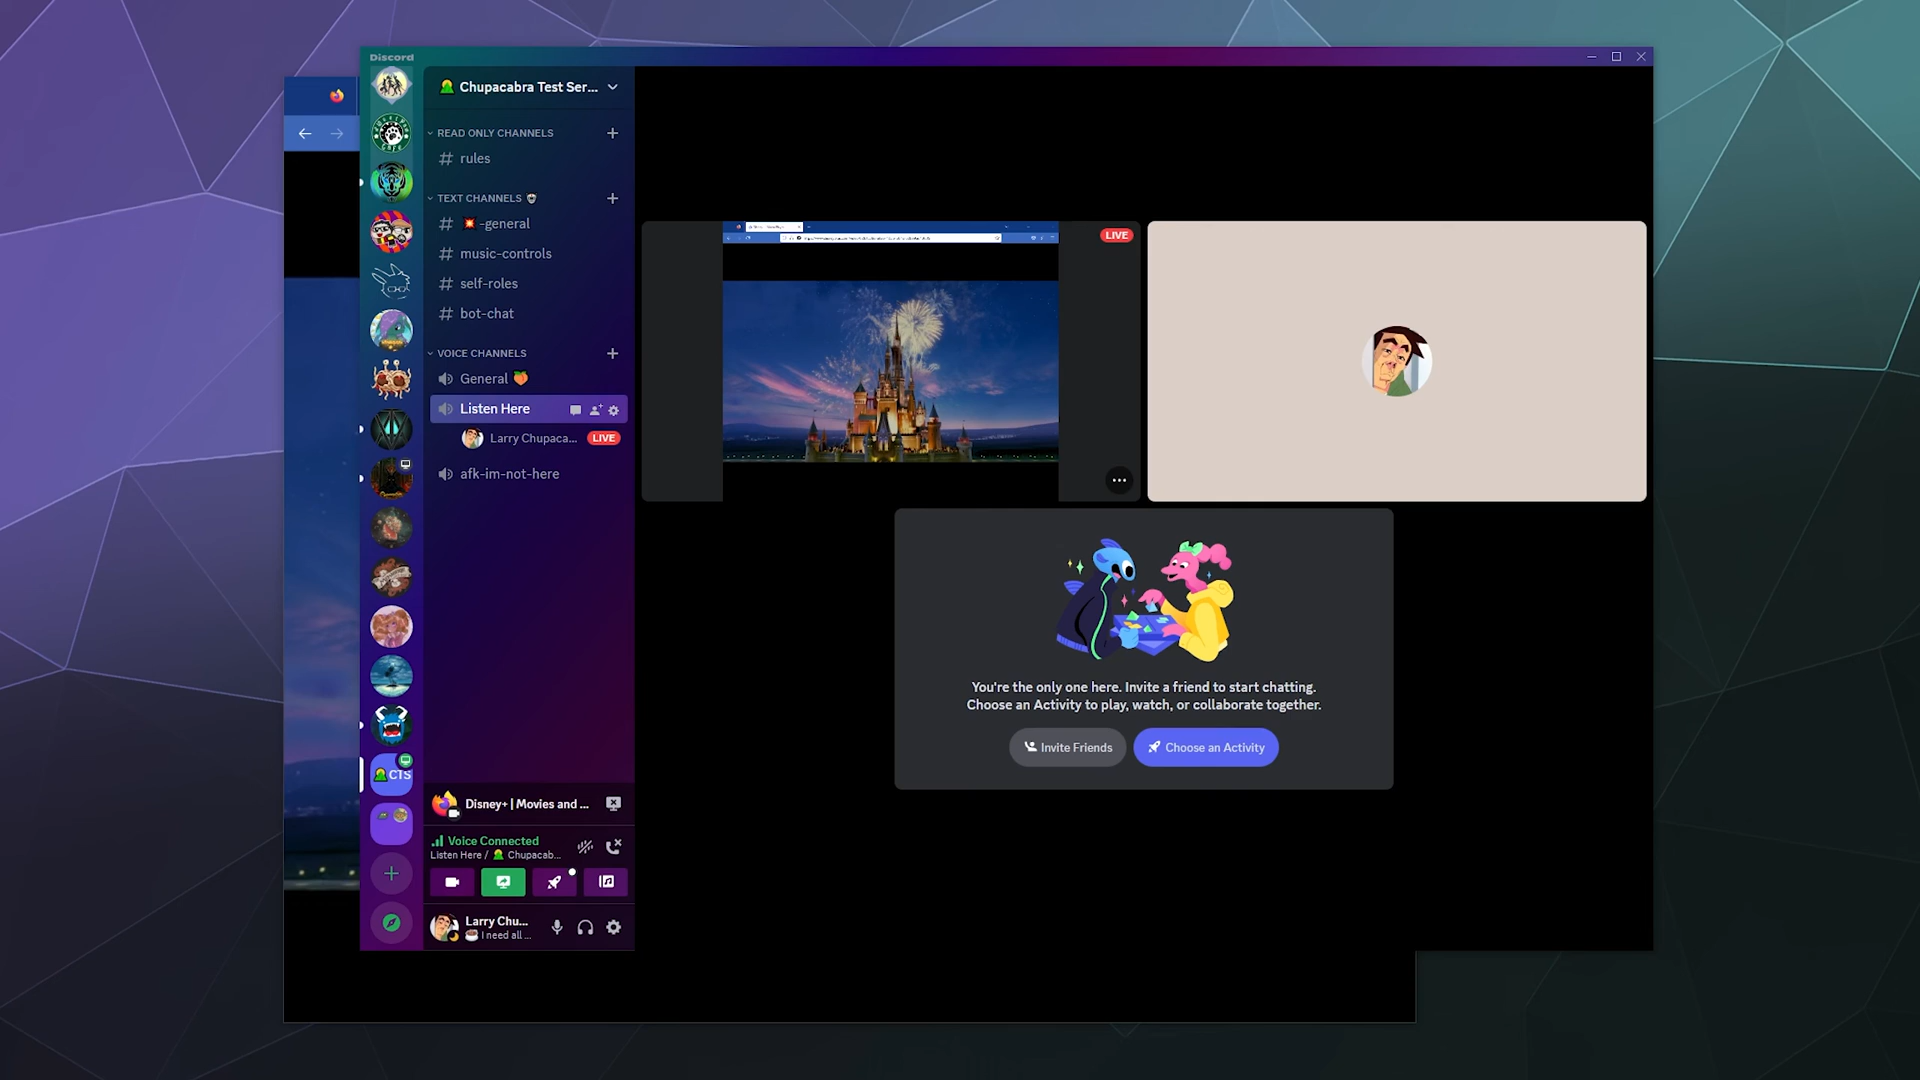 Discord
Chupacabra Test Ser...
READ ONLY CHANNELS
rules
TEXT CHANNELS
-general
music-controls
self-roles
bot-chat
VOICE CHANNELS
General
Listen Here
Larry Chupaca...
LIVE
afk-im-not-here
LIVE
You're the only one here. Invite a friend to start chatting.
Choose an Activity to play, watch, or collaborate together.
Invite Friends
Choose an Activity
CTS
Disney+ | Movies and ...
Voice Connected
Listen Here / Chupacab...
Larry Chu...
I need all ...